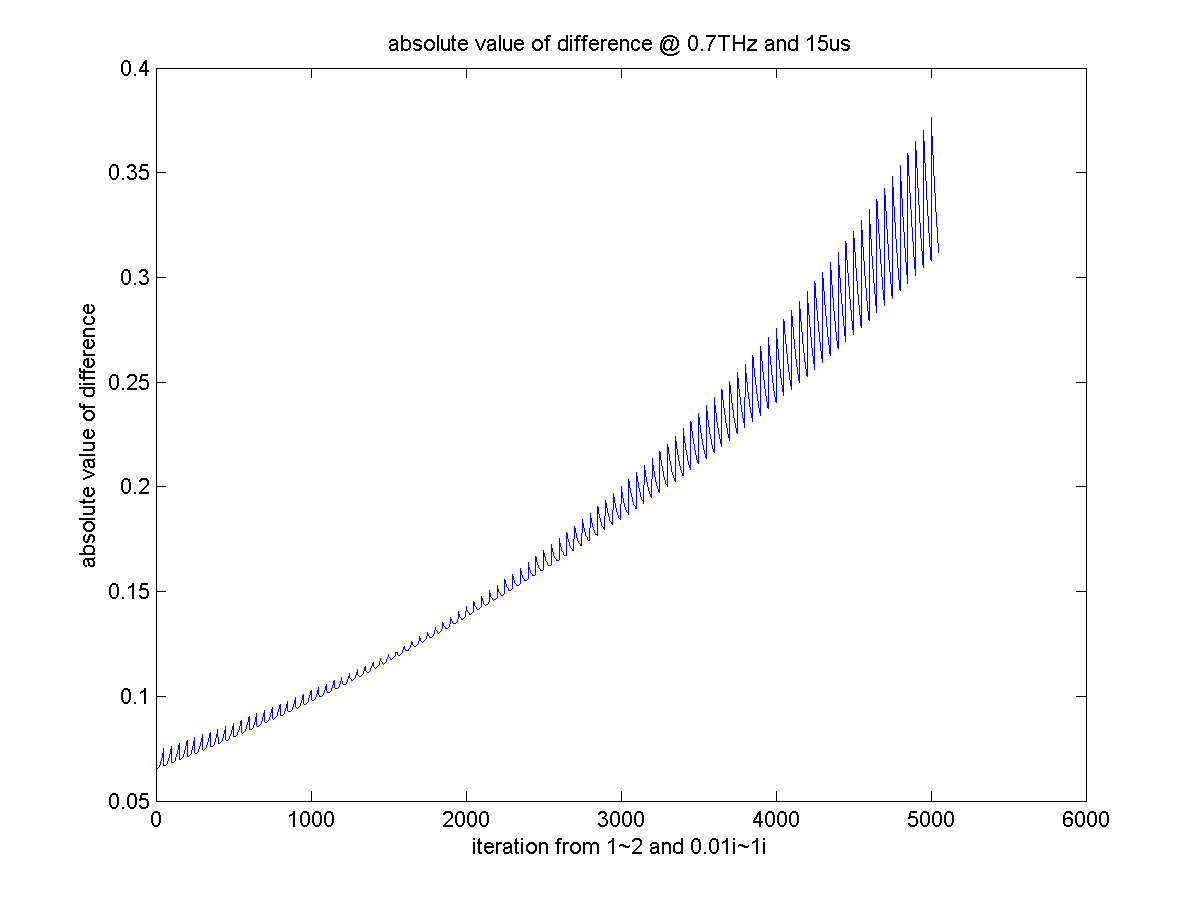 absolute value of difference @ 0.7THz and 15us
0.4
0.35
0.3
0.25
0.2
0.15
0.1
0.05
absolute value of difference
0 1000 2000 3000 4000 5000 6000
iteration from 1~2 and 0.01i~1i